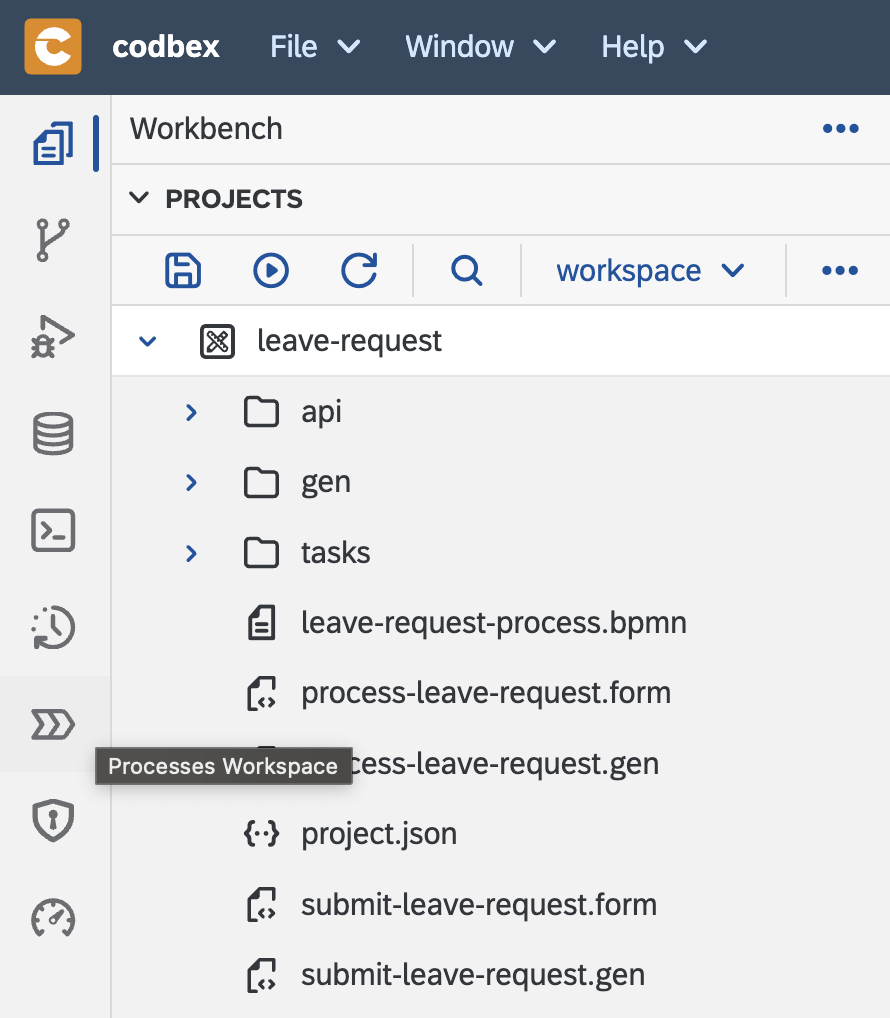 codbex File Window Help
Workbench
PROJECTS
workspace
leave-request
api
gen
tasks
leave-request-process.bpmn
process-leave-request.form
cess-leave-request.gen
Processes Workspace
project.json
submit-leave-request.form
submit-leave-request.gen